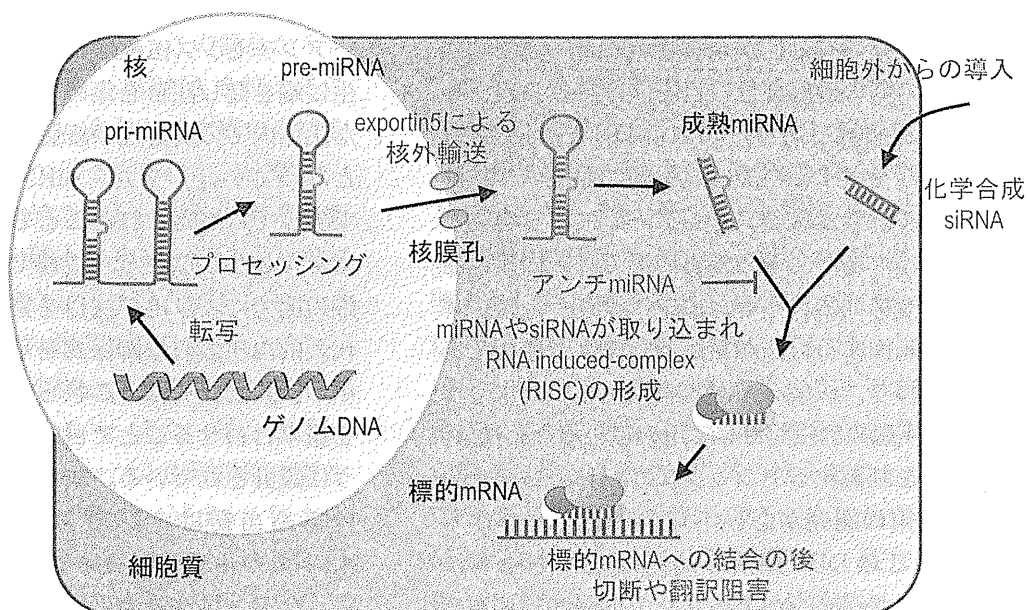 核
pre-miRNA
細胞外からの導入
pri-miRNA
exportin5による
核外輸送
成熟miRNA
化学合成
siRNA
核膜孔
プロセッシング
アンチmiRNA
転写
miRNAやsiRNAが取り込まれ
RNA induced-complex
(RISC)の形成
ゲノムDNA
標的mRNA
細胞質
標的mRNAへの結合の後
切断や翻訳阻害